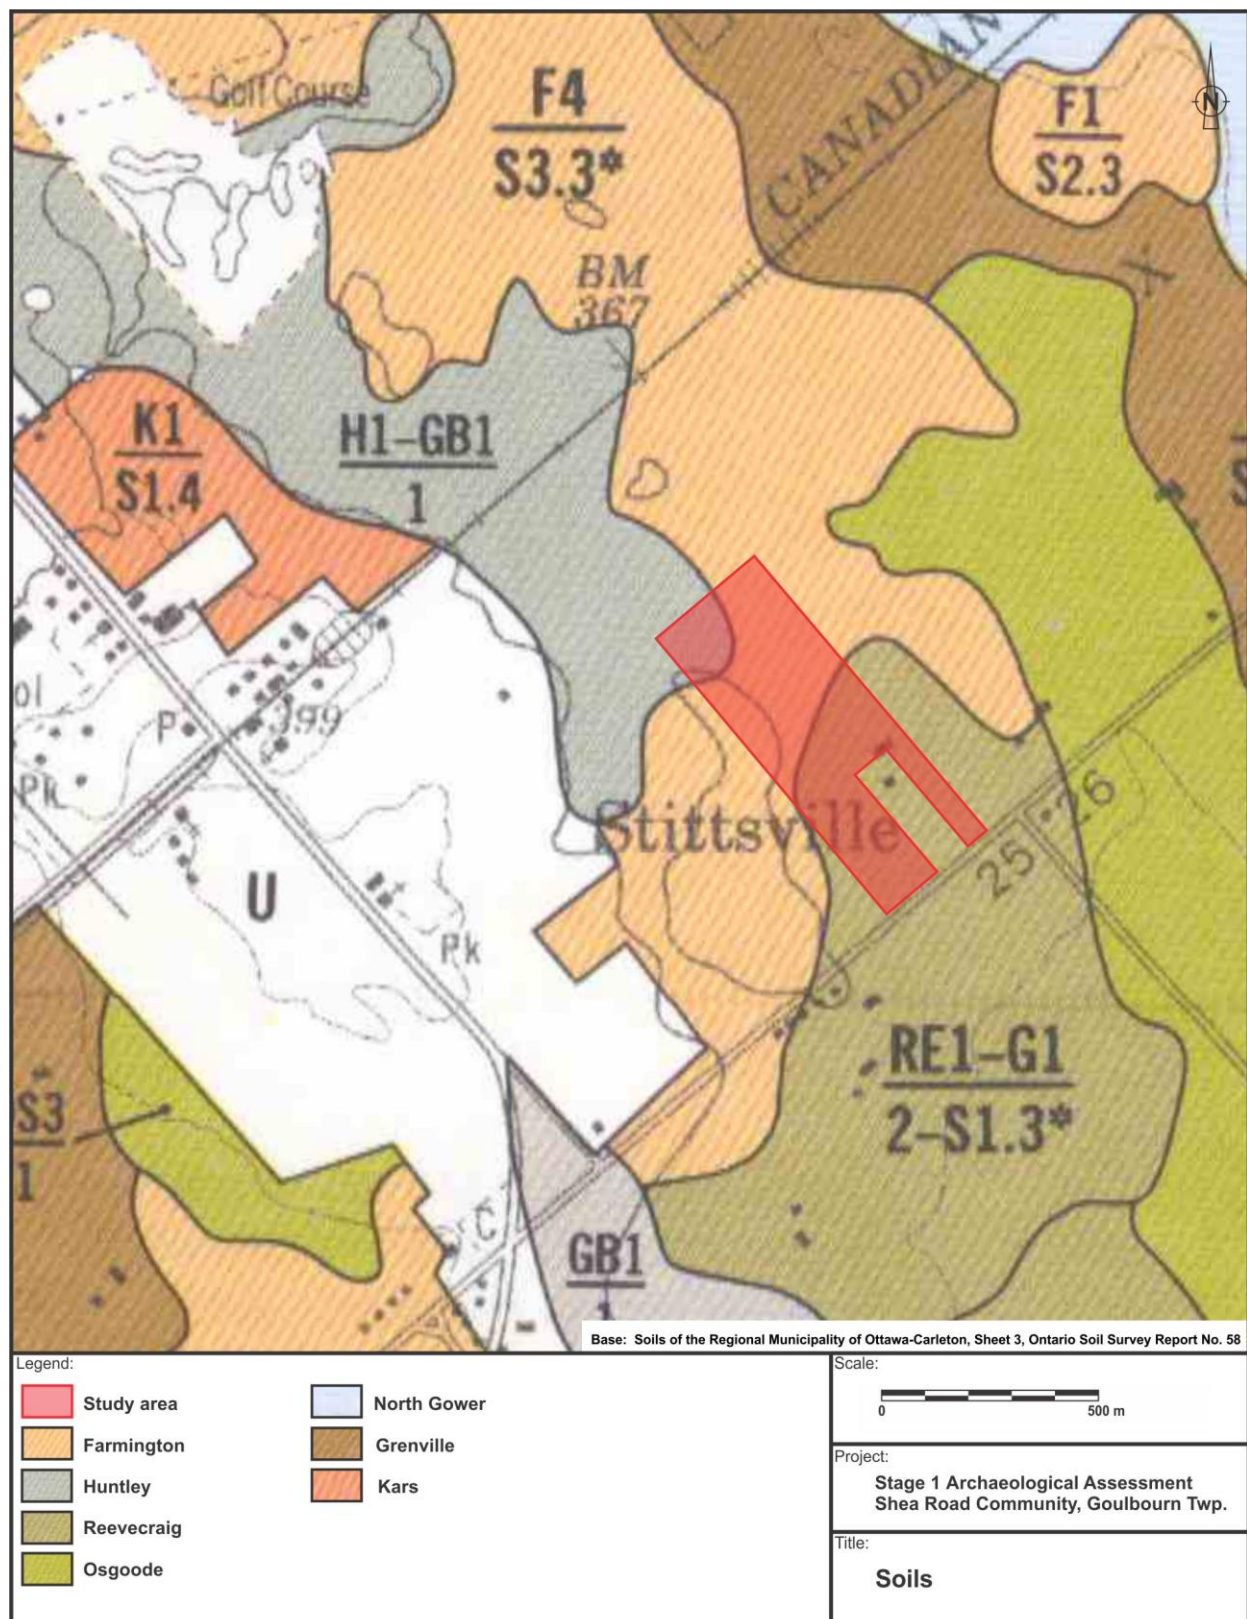 Golf Course
F4
S3.3*
CANADIAN
N
F1
S2.3
BM
367
X
K1
S1.4
H1-GB1
1
S
ol
P
399
Pk
Stittsville
26
25
U
Pk
RE1-G1
2-S1.3*
S3
1
C
GB1
Base: Soils of the Regional Municipality of Ottawa-Carleton, Sheet 3, Ontario Soil Survey Report No. 58
Legend:
Study area
Farmington
Huntley
Reevecraig
Osgoode
North Gower
Grenville
Kars
Scale:
0 500 m
Project:
Stage 1 Archaeological Assessment
Shea Road Community, Goulbourn Twp.
Title:
Soils